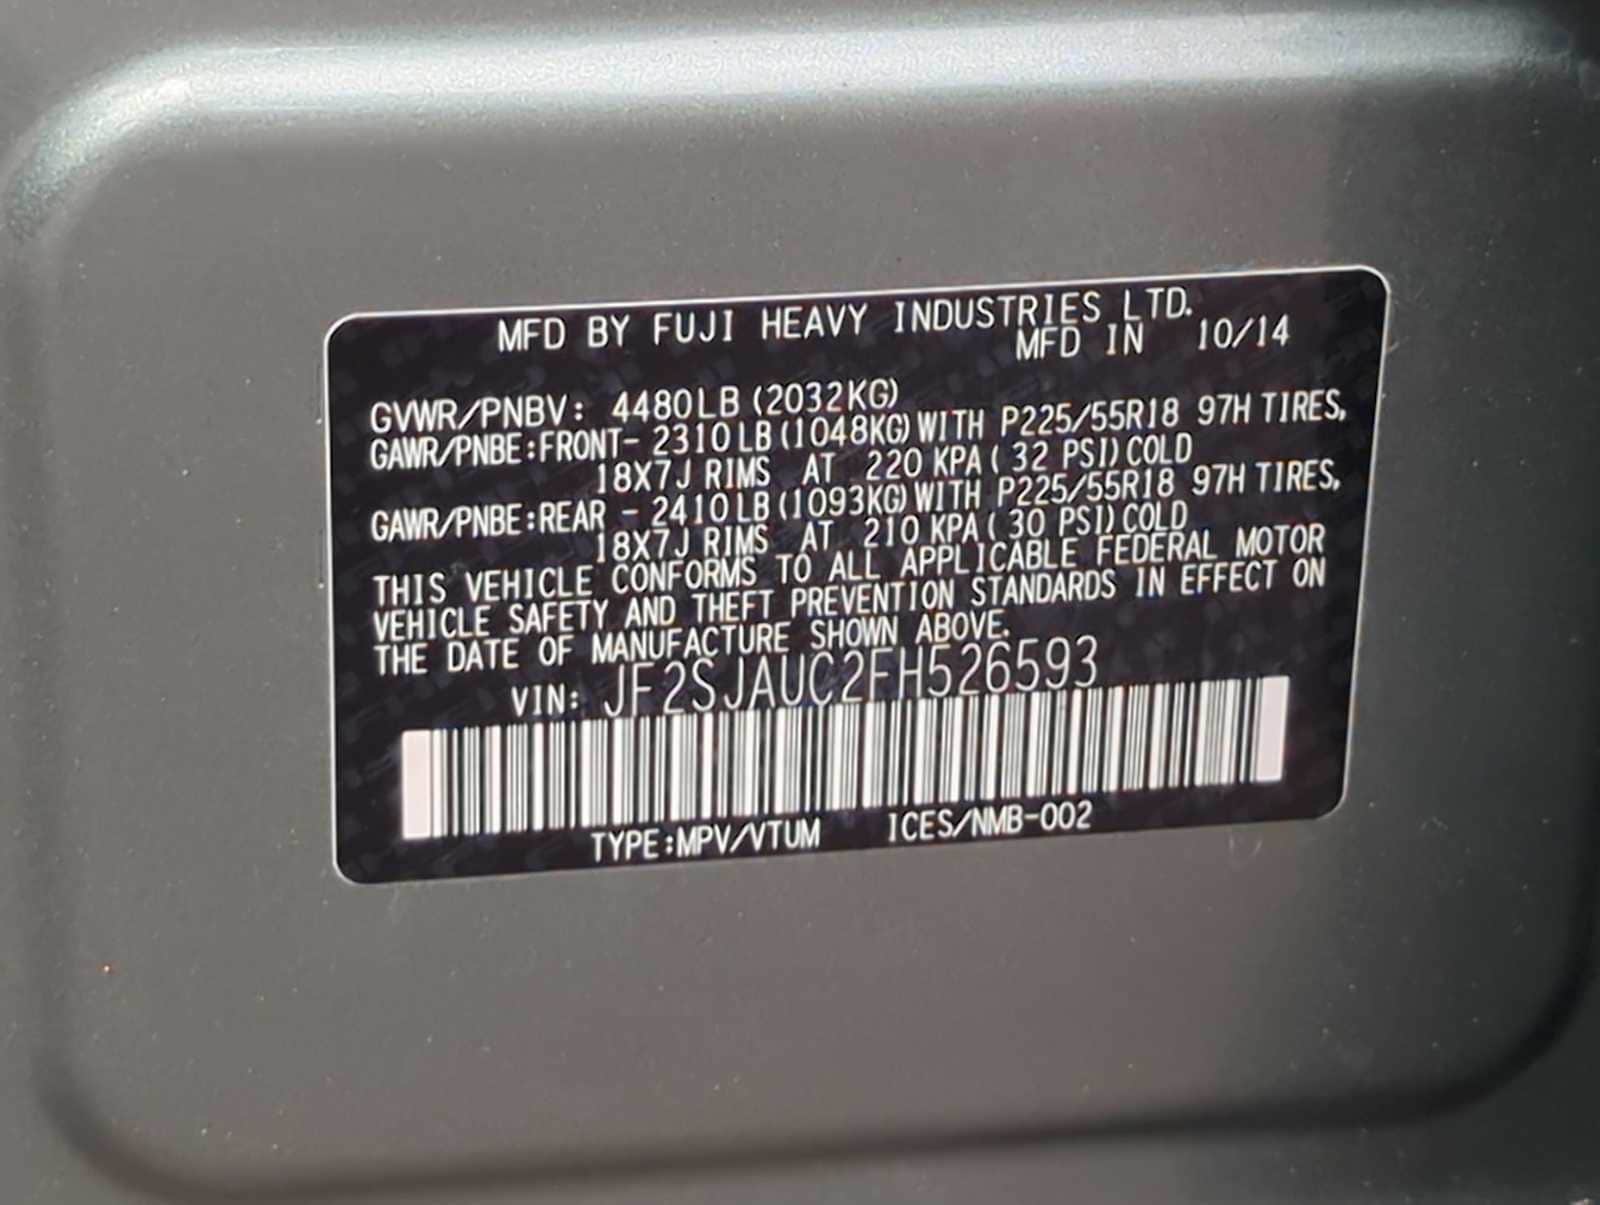 MFD BY FUJI HEAVY INDUSTRIES LTD.
MFD IN 10/14
GVWR/PNBV: 4480LB (2032KG)
GAWR/PNBE:FRONT- 2310LB (1048KG) WITH P225/55R18 97H TIRES,
18X7J RIMS AT 220 KPA ( 32 PSI) COLD
GAWR/PNBE:REAR - 2410LB (1093KG) WITH P225/55R18 97H TIRES,
18X7J RIMS AT 210 KPA ( 30 PSI) COLD
THIS VEHICLE CONFORMS TO ALL APPLICABLE FEDERAL MOTOR
VEHICLE SAFETY AND THEFT PREVENTION STANDARDS IN EFFECT ON
THE DATE OF MANUFACTURE SHOWN ABOVE.
VIN: JF2SJAUC2FH526593
TYPE:MPV/VTUM ICES/NMB-002